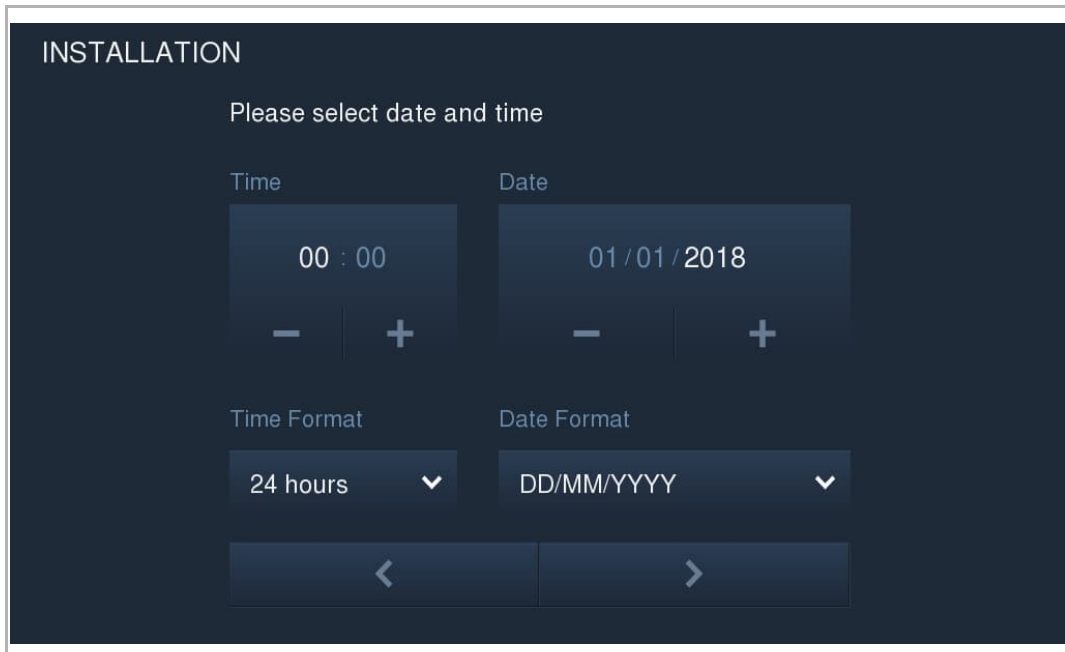 INSTALLATION
Please select date and time
Time Date
00 : 00 01 / 01 / 2018
− + − +
Time Format Date Format
24 hours DD/MM/YYYY